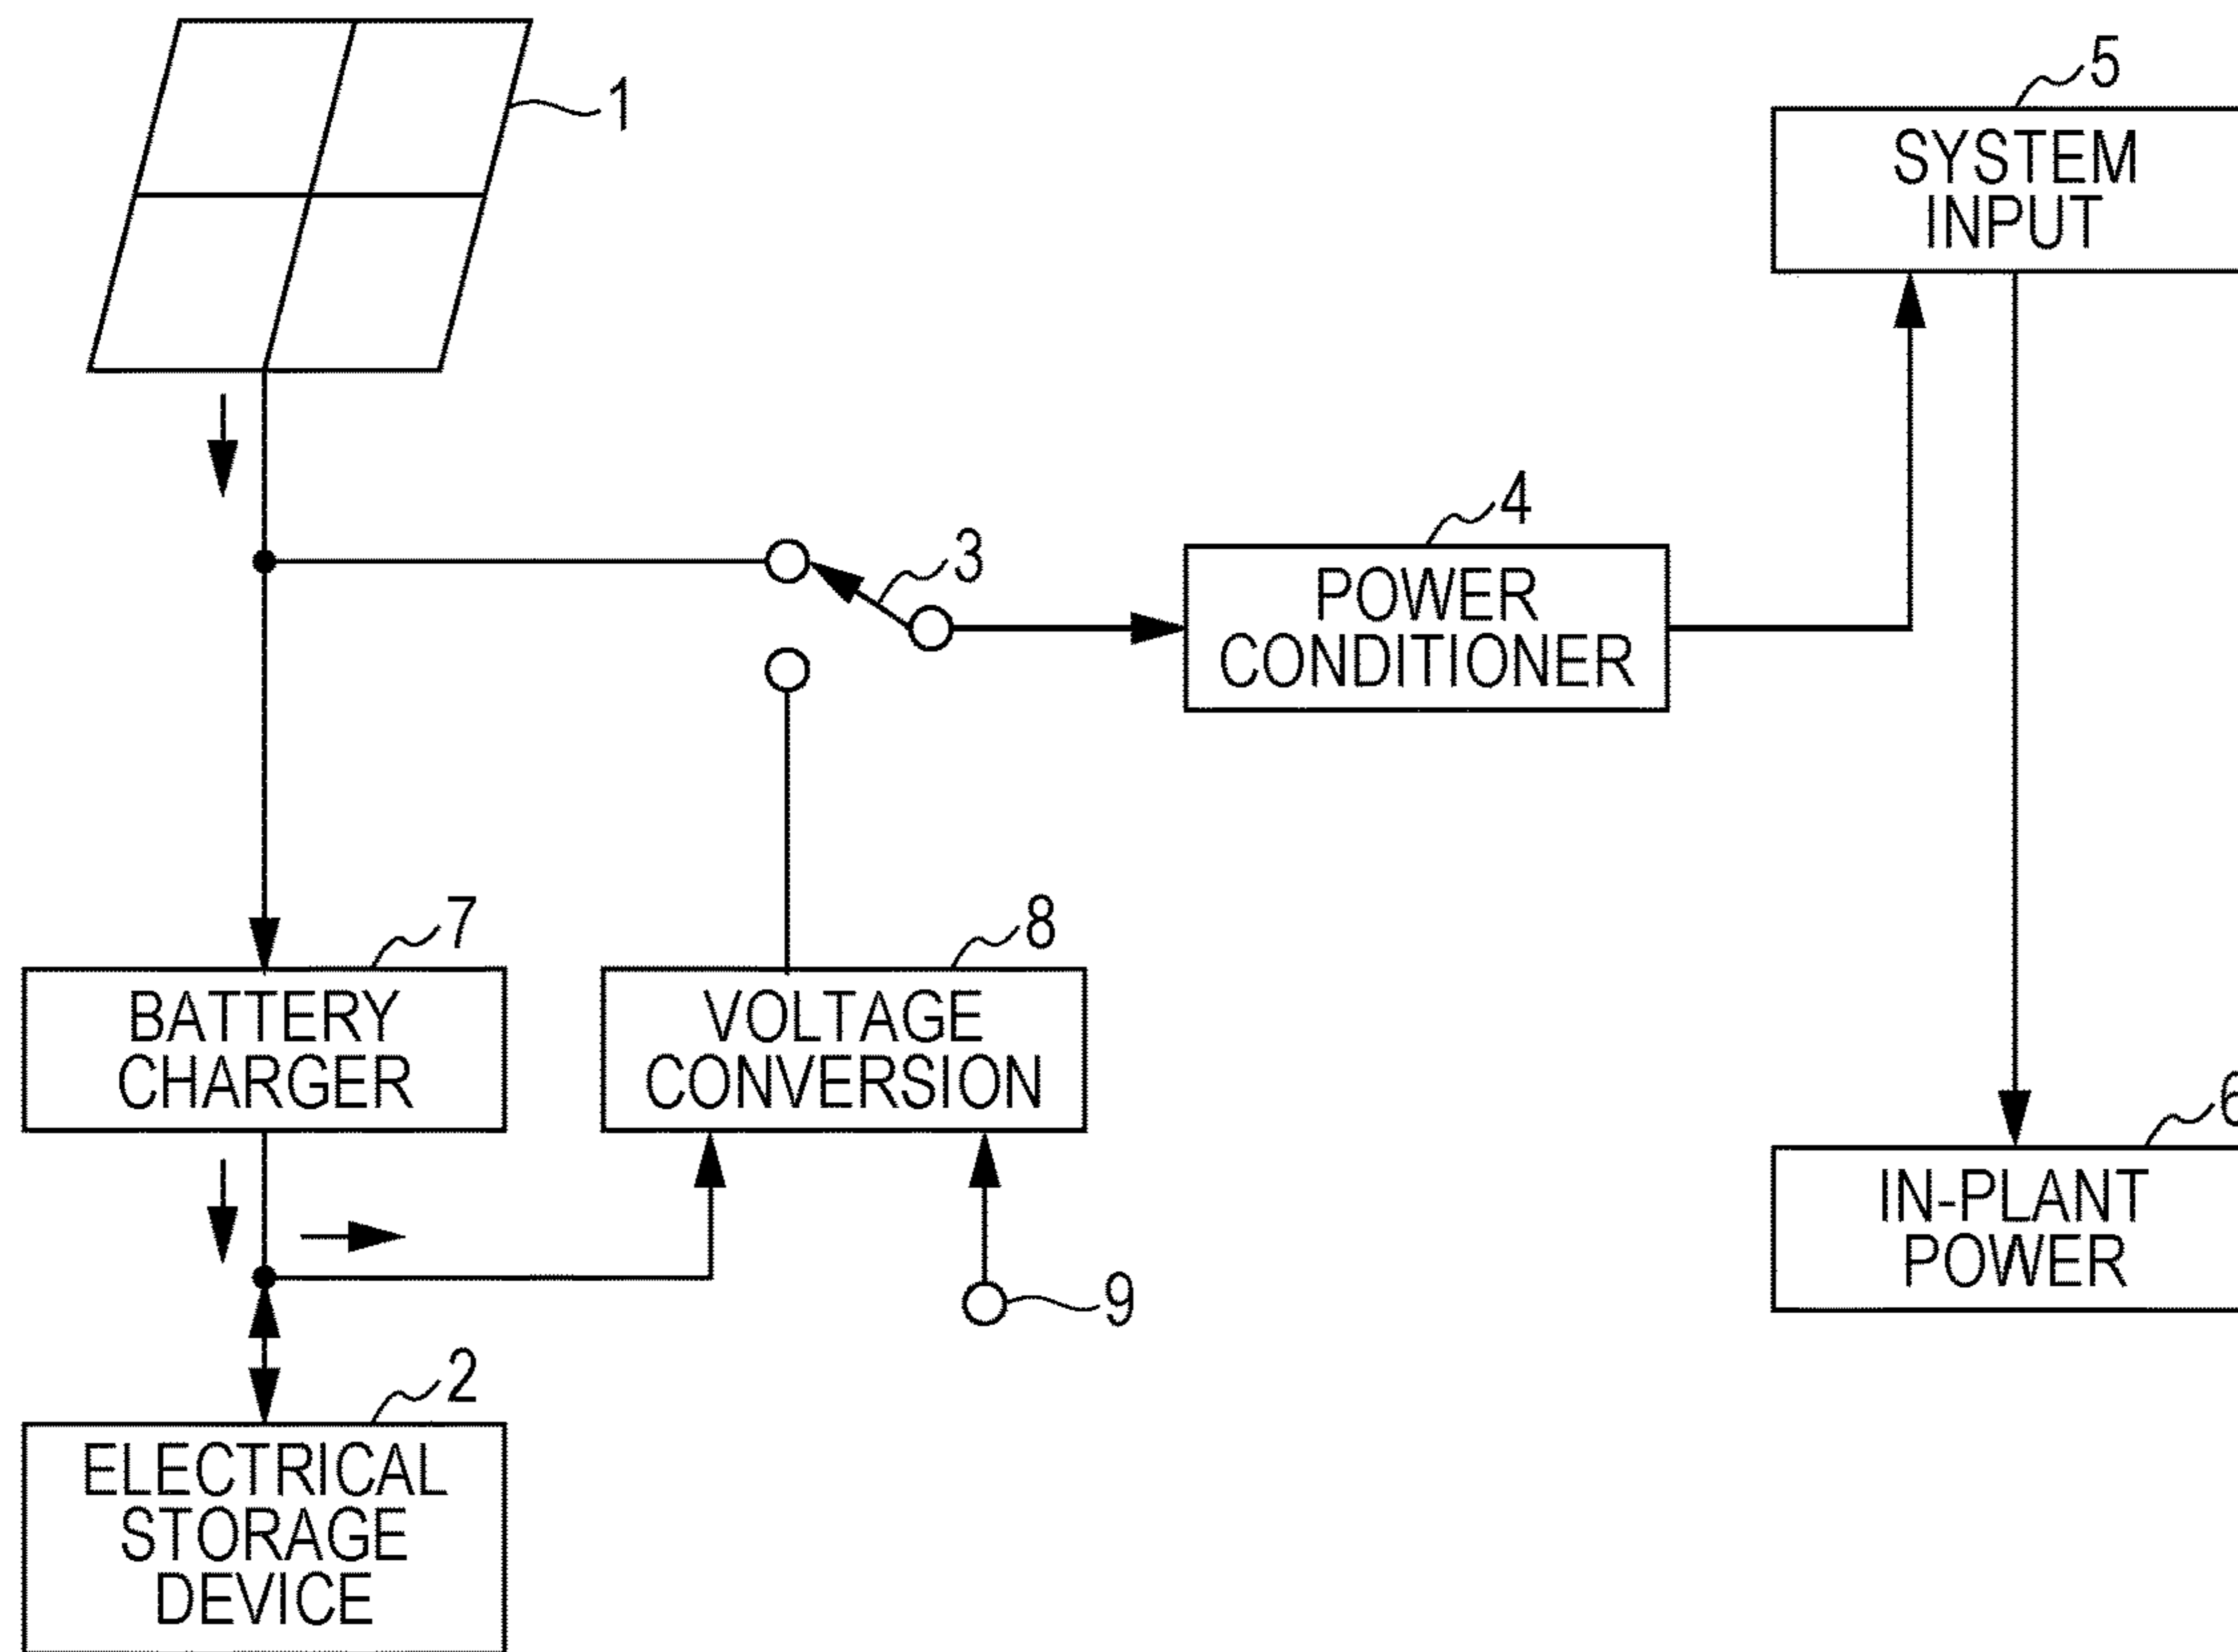 1
5
SYSTEM
INPUT
3
4
POWER
CONDITIONER
7
BATTERY
CHARGER
8
VOLTAGE
CONVERSION
6
IN-PLANT
POWER
9
2
ELECTRICAL
STORAGE
DEVICE